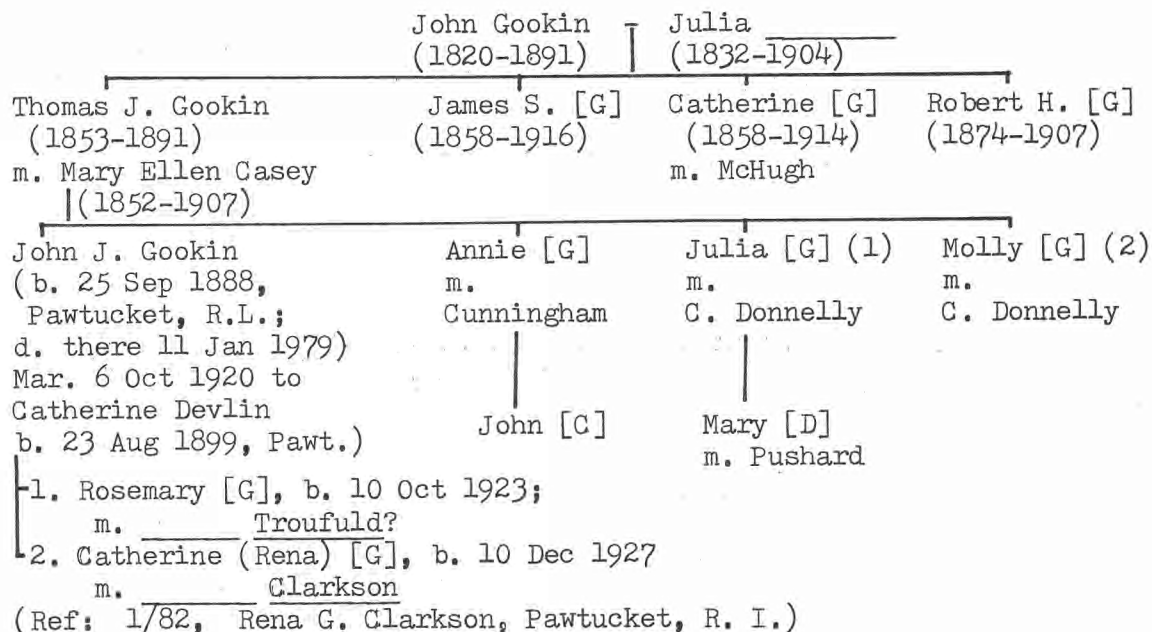 John Gookin Julia ________
(1820-1891) (1832-1904)
Thomas J. Gookin James S. [G] Catherine [G] Robert H. [G]
(1853-1891) (1858-1916) (1858-1914) (1874-1907)
m. Mary Ellen Casey m. McHugh
(1852-1907)
John J. Gookin Annie [G] Julia [G] (1) Molly [G] (2)
(b. 25 Sep 1888, m. m. m.
Pawtucket, R.L.; Cunningham C. Donnelly C. Donnelly
d. there 11 Jan 1979)
Mar. 6 Oct 1920 to
Catherine Devlin John [C] Mary [D]
b. 23 Aug 1899, Pawt.) m. Pushard
1. Rosemary [G], b. 10 Oct 1923;
m. ________ Troufuld?
2. Catherine (Rena) [G], b. 10 Dec 1927
m. ________ Clarkson
(Ref: 1/82, Rena G. Clarkson, Pawtucket, R. I.)